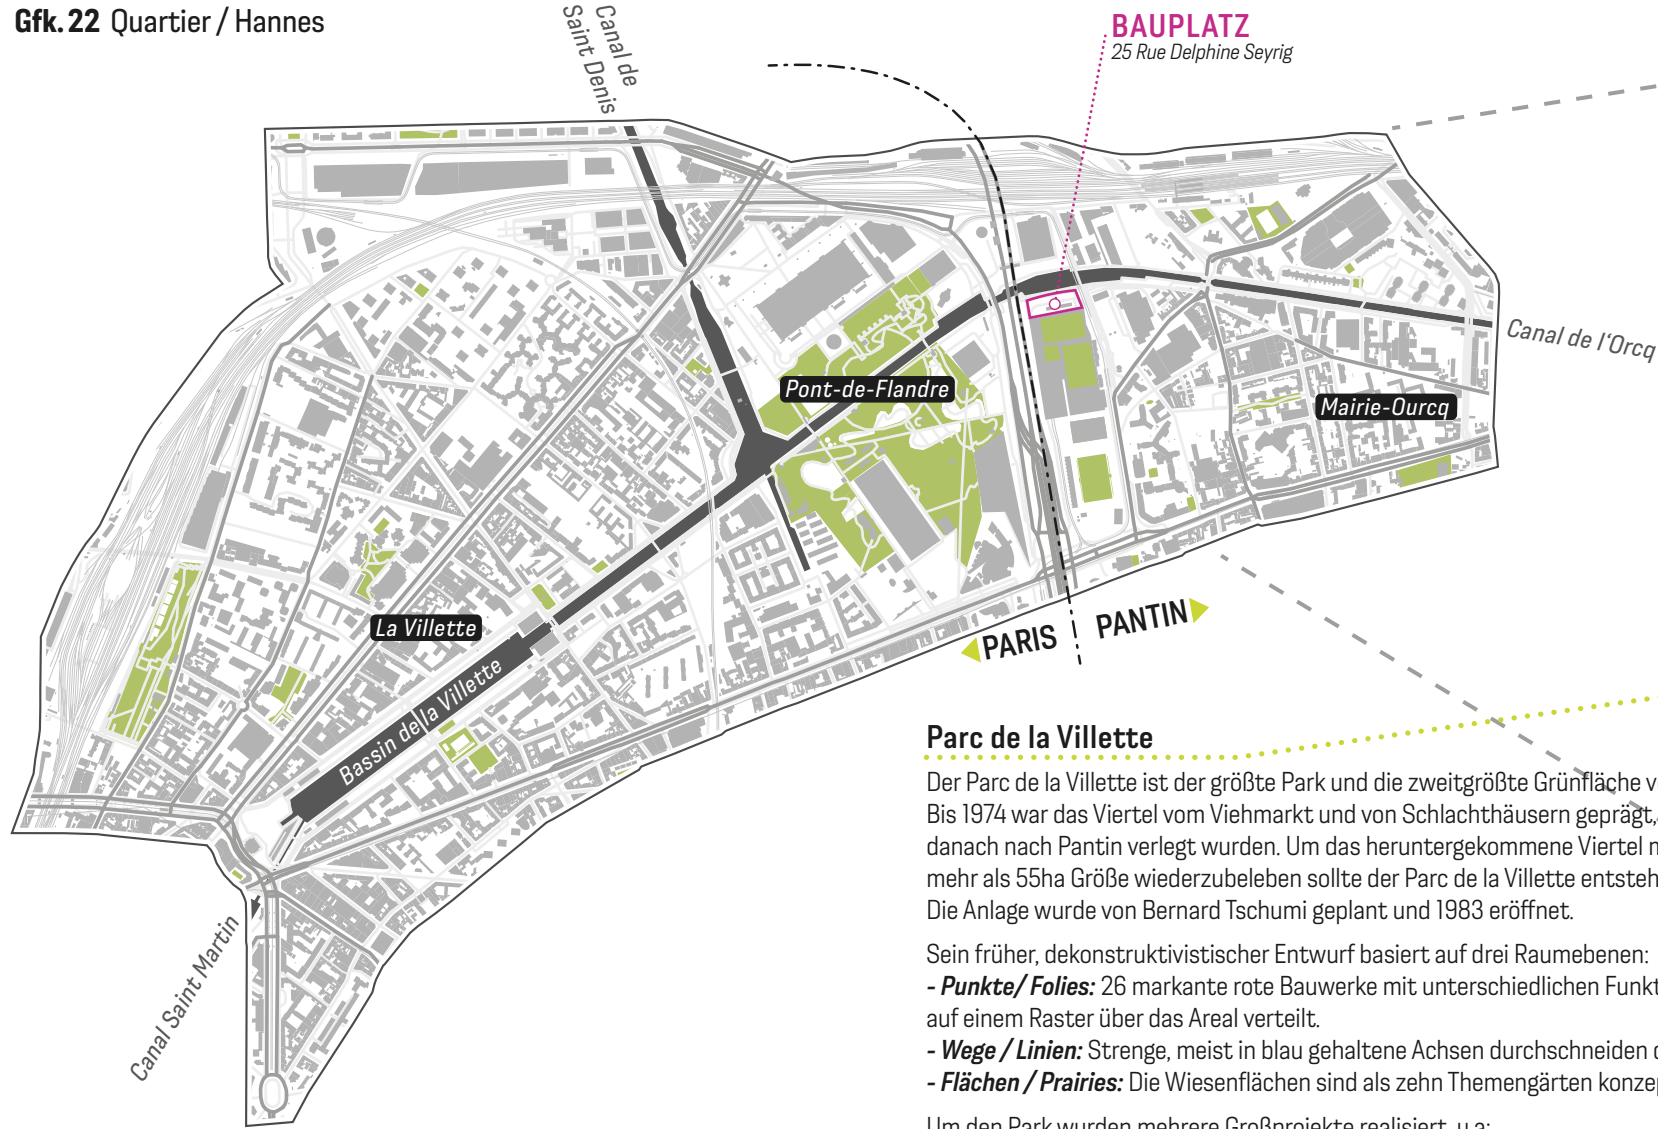 Gfk. 22 Quartier / Hannes
Canal de
Saint Denis
BAUPLATZ
25 Rue Delphine Seyrig
Canal de l'Orcq
Pont-de-Flandre
Mairie-Ourcq
La Villette
PARIS
PANTIN
Bassin de la Villette
Canal Saint Martin
Parc de la Villette
Der Parc de la Villette ist der größte Park und die zweitgrößte Grünfläche v
Bis 1974 war das Viertel vom Viehmarkt und von Schlachthäusern geprägt,
danach nach Pantin verlegt wurden. Um das heruntergekommene Viertel
mehr als 55ha Größe wiederzubeleben sollte der Parc de la Villette entsteh
Die Anlage wurde von Bernard Tschumi geplant und 1983 eröffnet.
Sein früher, dekonstruktivistischer Entwurf basiert auf drei Raumebenen:
- Punkte/ Folies: 26 markante rote Bauwerke mit unterschiedlichen Funkt
auf einem Raster über das Areal verteilt.
- Wege / Linien: Strenge, meist in blau gehaltene Achsen durchschneiden
- Flächen / Prairies: Die Wiesenflächen sind als zehn Themengärten konze
Um den Park wurden mehrere Großprojekte realisiert, u.a: